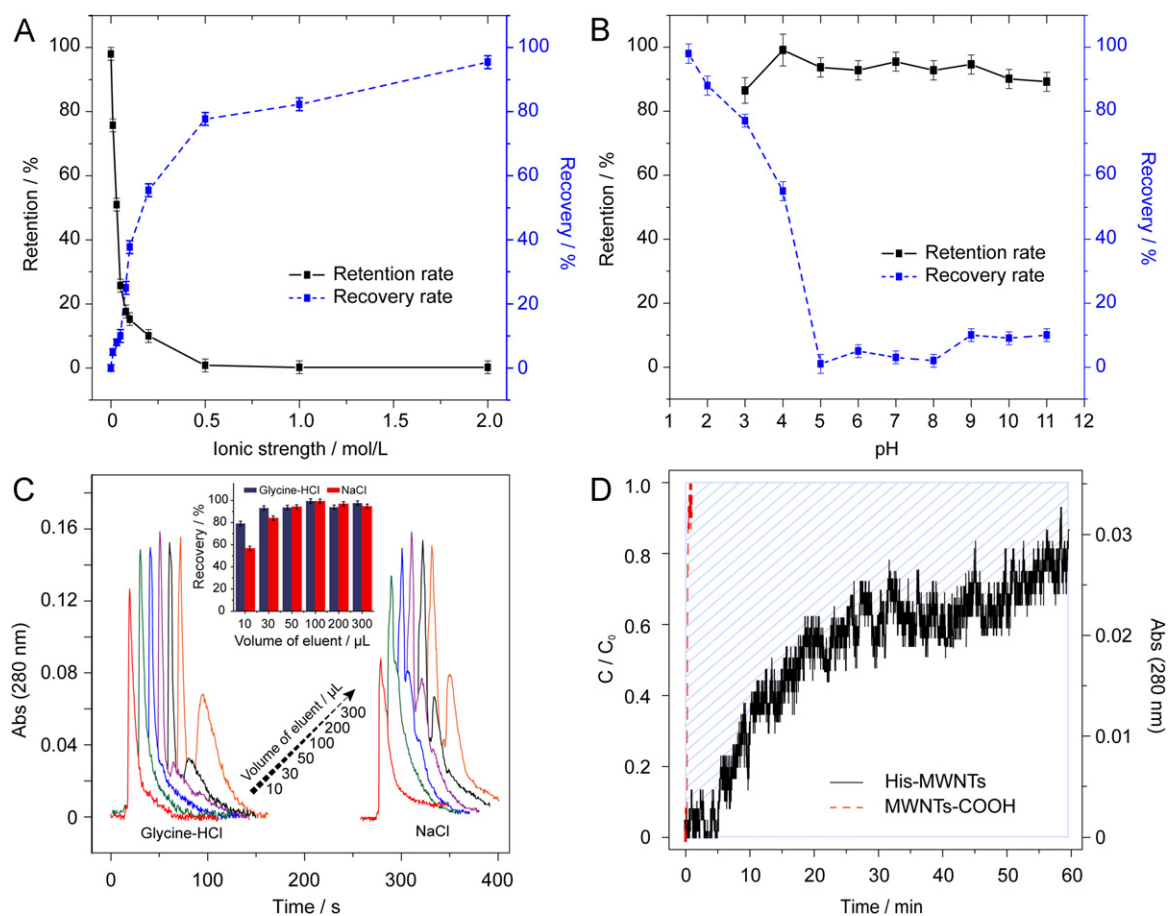 A
100
80
60
40
20
0
Retention / %
100
80
60
40
20
0
Recovery / %
Retention rate
Recovery rate
0
0.5
1.0
1.5
2.0
Ionic strength / mol/L
B
100
80
60
40
20
0
Retention / %
100
80
60
40
20
0
Recovery / %
Retention rate
Recovery rate
1 2 3 4 5 6 7 8 9 10 11 12
pH
C
0.16
0.12
0.08
0.04
0
Abs (280 nm)
Glycine-HCl NaCl
100
80
60
40
20
0
Recovery / %
10 30 50 100 200 300
Volume of eluent / µL
Volume of eluent / µL
10 30 50 100 200 300
Glycine-HCl
NaCl
0 100 200 300 400
Time / s
D
1.0
0.8
0.6
0.4
0.2
0
C / C₀
0.03
0.02
0.01
0
Abs (280 nm)
His-MWNTs
MWNTs-COOH
0 10 20 30 40 50 60
Time / min